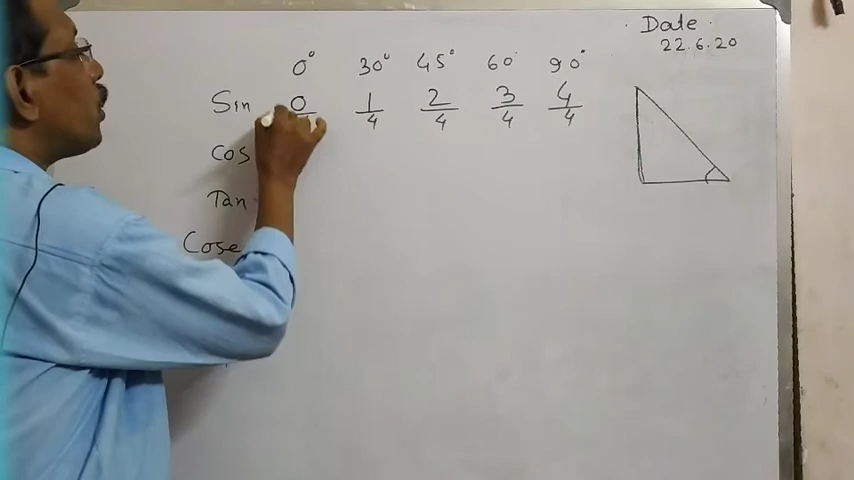 Date
22.6.20
0° 30° 45° 60° 90°
Sin 0/4 1/4 2/4 3/4 4/4
Cos
Tan
Cose